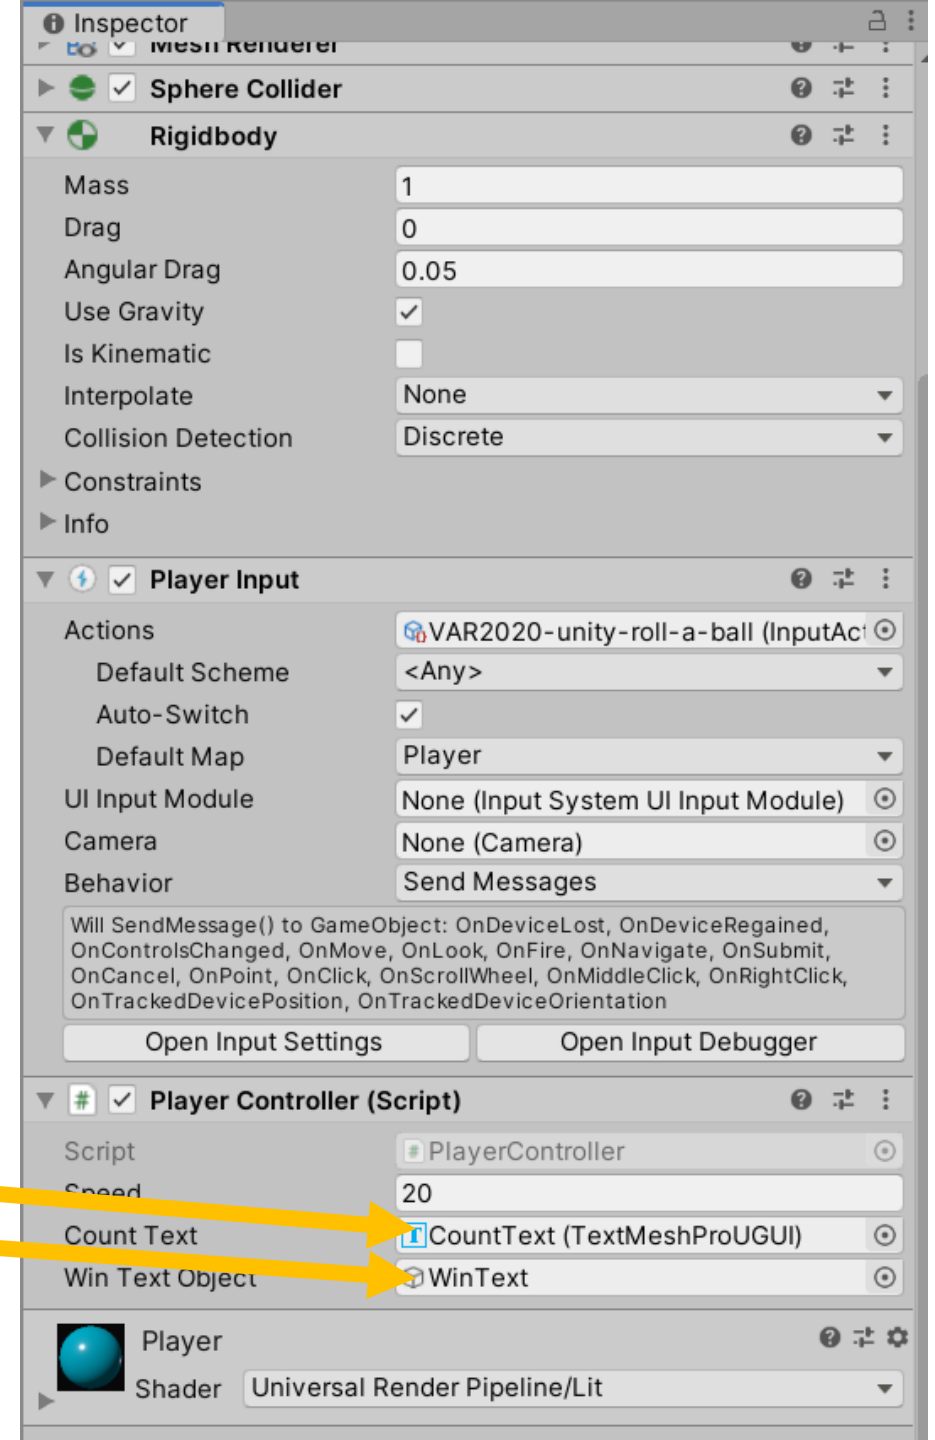 Inspector
Mesh Renderer
Sphere Collider
Rigidbody
Mass 1
Drag 0
Angular Drag 0.05
Use Gravity
Is Kinematic
Interpolate None
Collision Detection Discrete
Constraints
Info
Player Input
Actions VAR2020-unity-roll-a-ball (InputAct
Default Scheme <Any>
Auto-Switch
Default Map Player
UI Input Module None (Input System UI Input Module)
Camera None (Camera)
Behavior Send Messages
Will SendMessage() to GameObject: OnDeviceLost, OnDeviceRegained,
OnControlsChanged, OnMove, OnLook, OnFire, OnNavigate, OnSubmit,
OnCancel, OnPoint, OnClick, OnScrollWheel, OnMiddleClick, OnRightClick,
OnTrackedDevicePosition, OnTrackedDeviceOrientation
Open Input Settings Open Input Debugger
# Player Controller (Script)
Script # PlayerController
Speed 20
Count Text CountText (TextMeshProUGUI)
Win Text Object WinText
Player
Shader Universal Render Pipeline/Lit